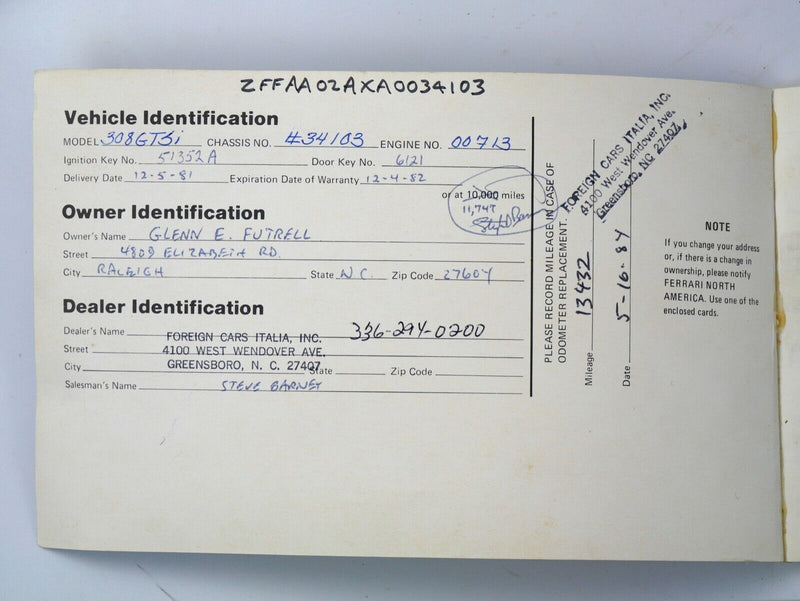 ZFFAA02AXA0034103
Vehicle Identification
MODEL 308GTSi CHASSIS NO. #34103 ENGINE NO. 00713
Ignition Key No. 51352A Door Key No. 6121
Delivery Date 12-5-81 Expiration Date of Warranty 12-4-82
or at 10,000 miles
11,747
Owner Identification
Owner's Name GLENN E. FUTRELL
Street 4809 ELIZABETH RD.
City RALEIGH State N.C. Zip Code 27607
Dealer Identification
Dealer's Name FOREIGN CARS ITALIA, INC. 336-294-0200
Street 4100 WEST WENDOVER AVE.
City GREENSBORO, N. C. 27407 State Zip Code
Salesman's Name STEVE BARNEY
PLEASE RECORD MILEAGE IN CASE OF
ODOMETER REPLACEMENT.
Mileage 13432
Date 5-16-84
FOREIGN CARS ITALIA, INC.
4100 West Wendover Ave.
Greensboro, NC 27407
NOTE
If you change your address
or, if there is a change in
ownership, please notify
FERRARI NORTH
AMERICA. Use one of the
enclosed cards.